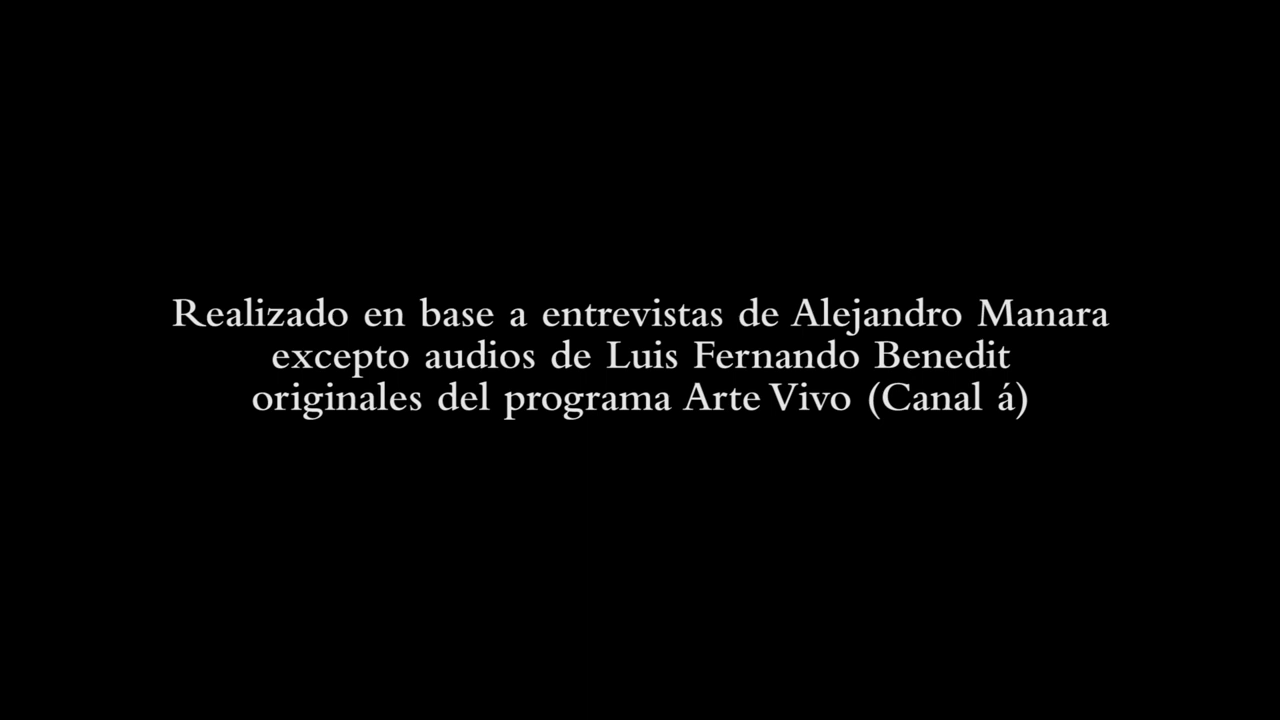 Realizado en base a entrevistas de Alejandro Manara
excepto audios de Luis Fernando Benedit
originales del programa Arte Vivo (Canal á)